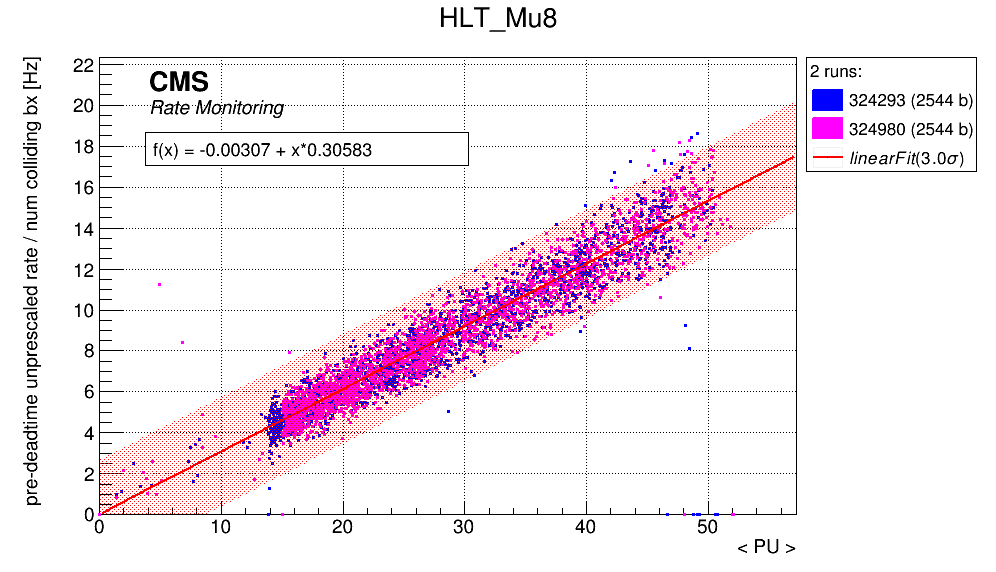 HLT_Mu8
pre-deadtime unprescaled rate / num colliding bx [Hz]
22
20
18
16
14
12
10
8
6
4
2
0
CMS
Rate Monitoring
f(x) = -0.00307 + x*0.30583
2 runs:
324293 (2544 b)
324980 (2544 b)
linearFit(3.0σ)
0 10 20 30 40 50
< PU >